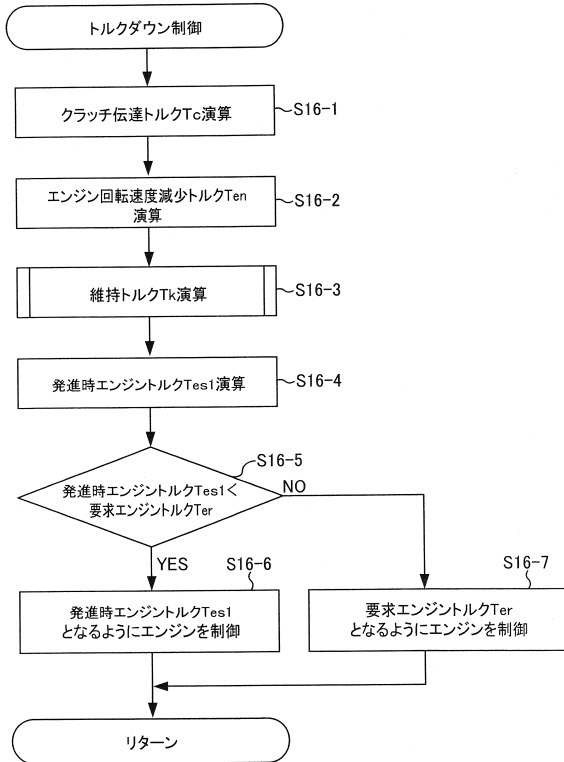 トルクダウン制御
クラッチ伝達トルクTc演算
S16-1
エンジン回転速度減少トルクTen
演算
S16-2
維持トルクTk演算
S16-3
発進時エンジントルクTes1演算
S16-4
S16-5
発進時エンジントルクTes1<
要求エンジントルクTer
NO
YES
S16-6
発進時エンジントルクTes1
となるようにエンジンを制御
S16-7
要求エンジントルクTer
となるようにエンジンを制御
リターン